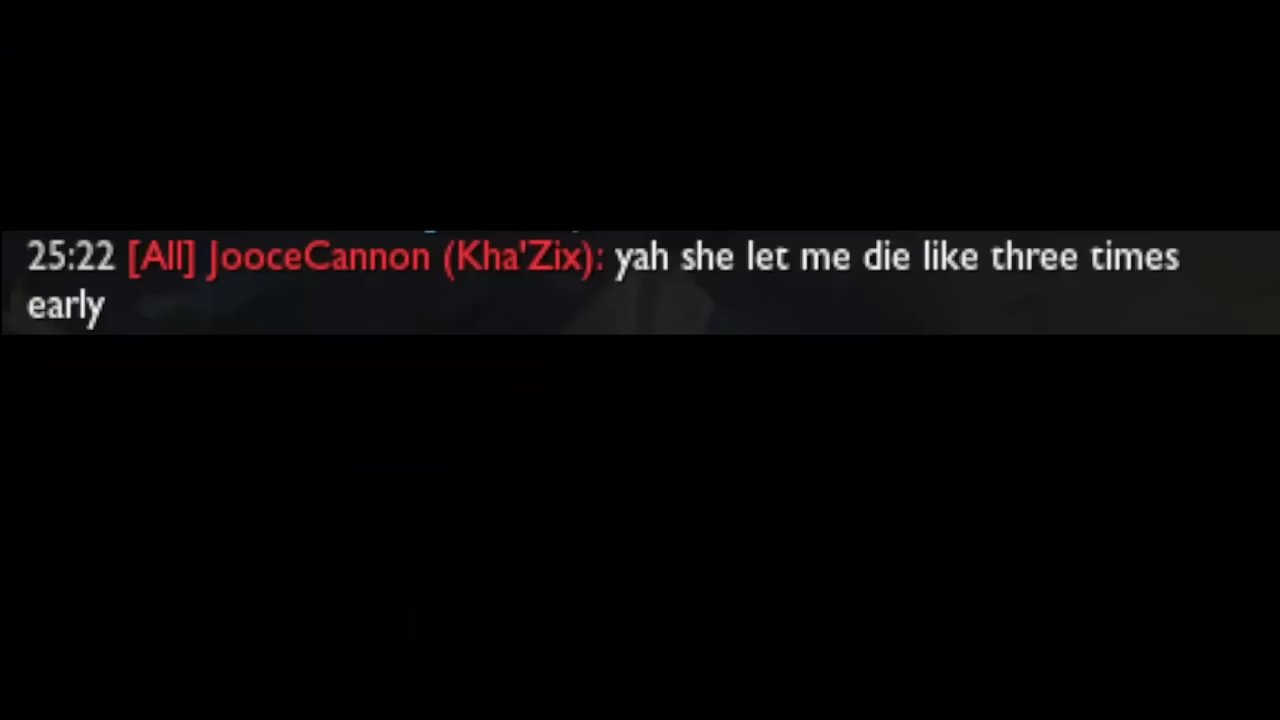 25:22 [All] JooceCannon (Kha'Zix): yah she let me die like three times
early